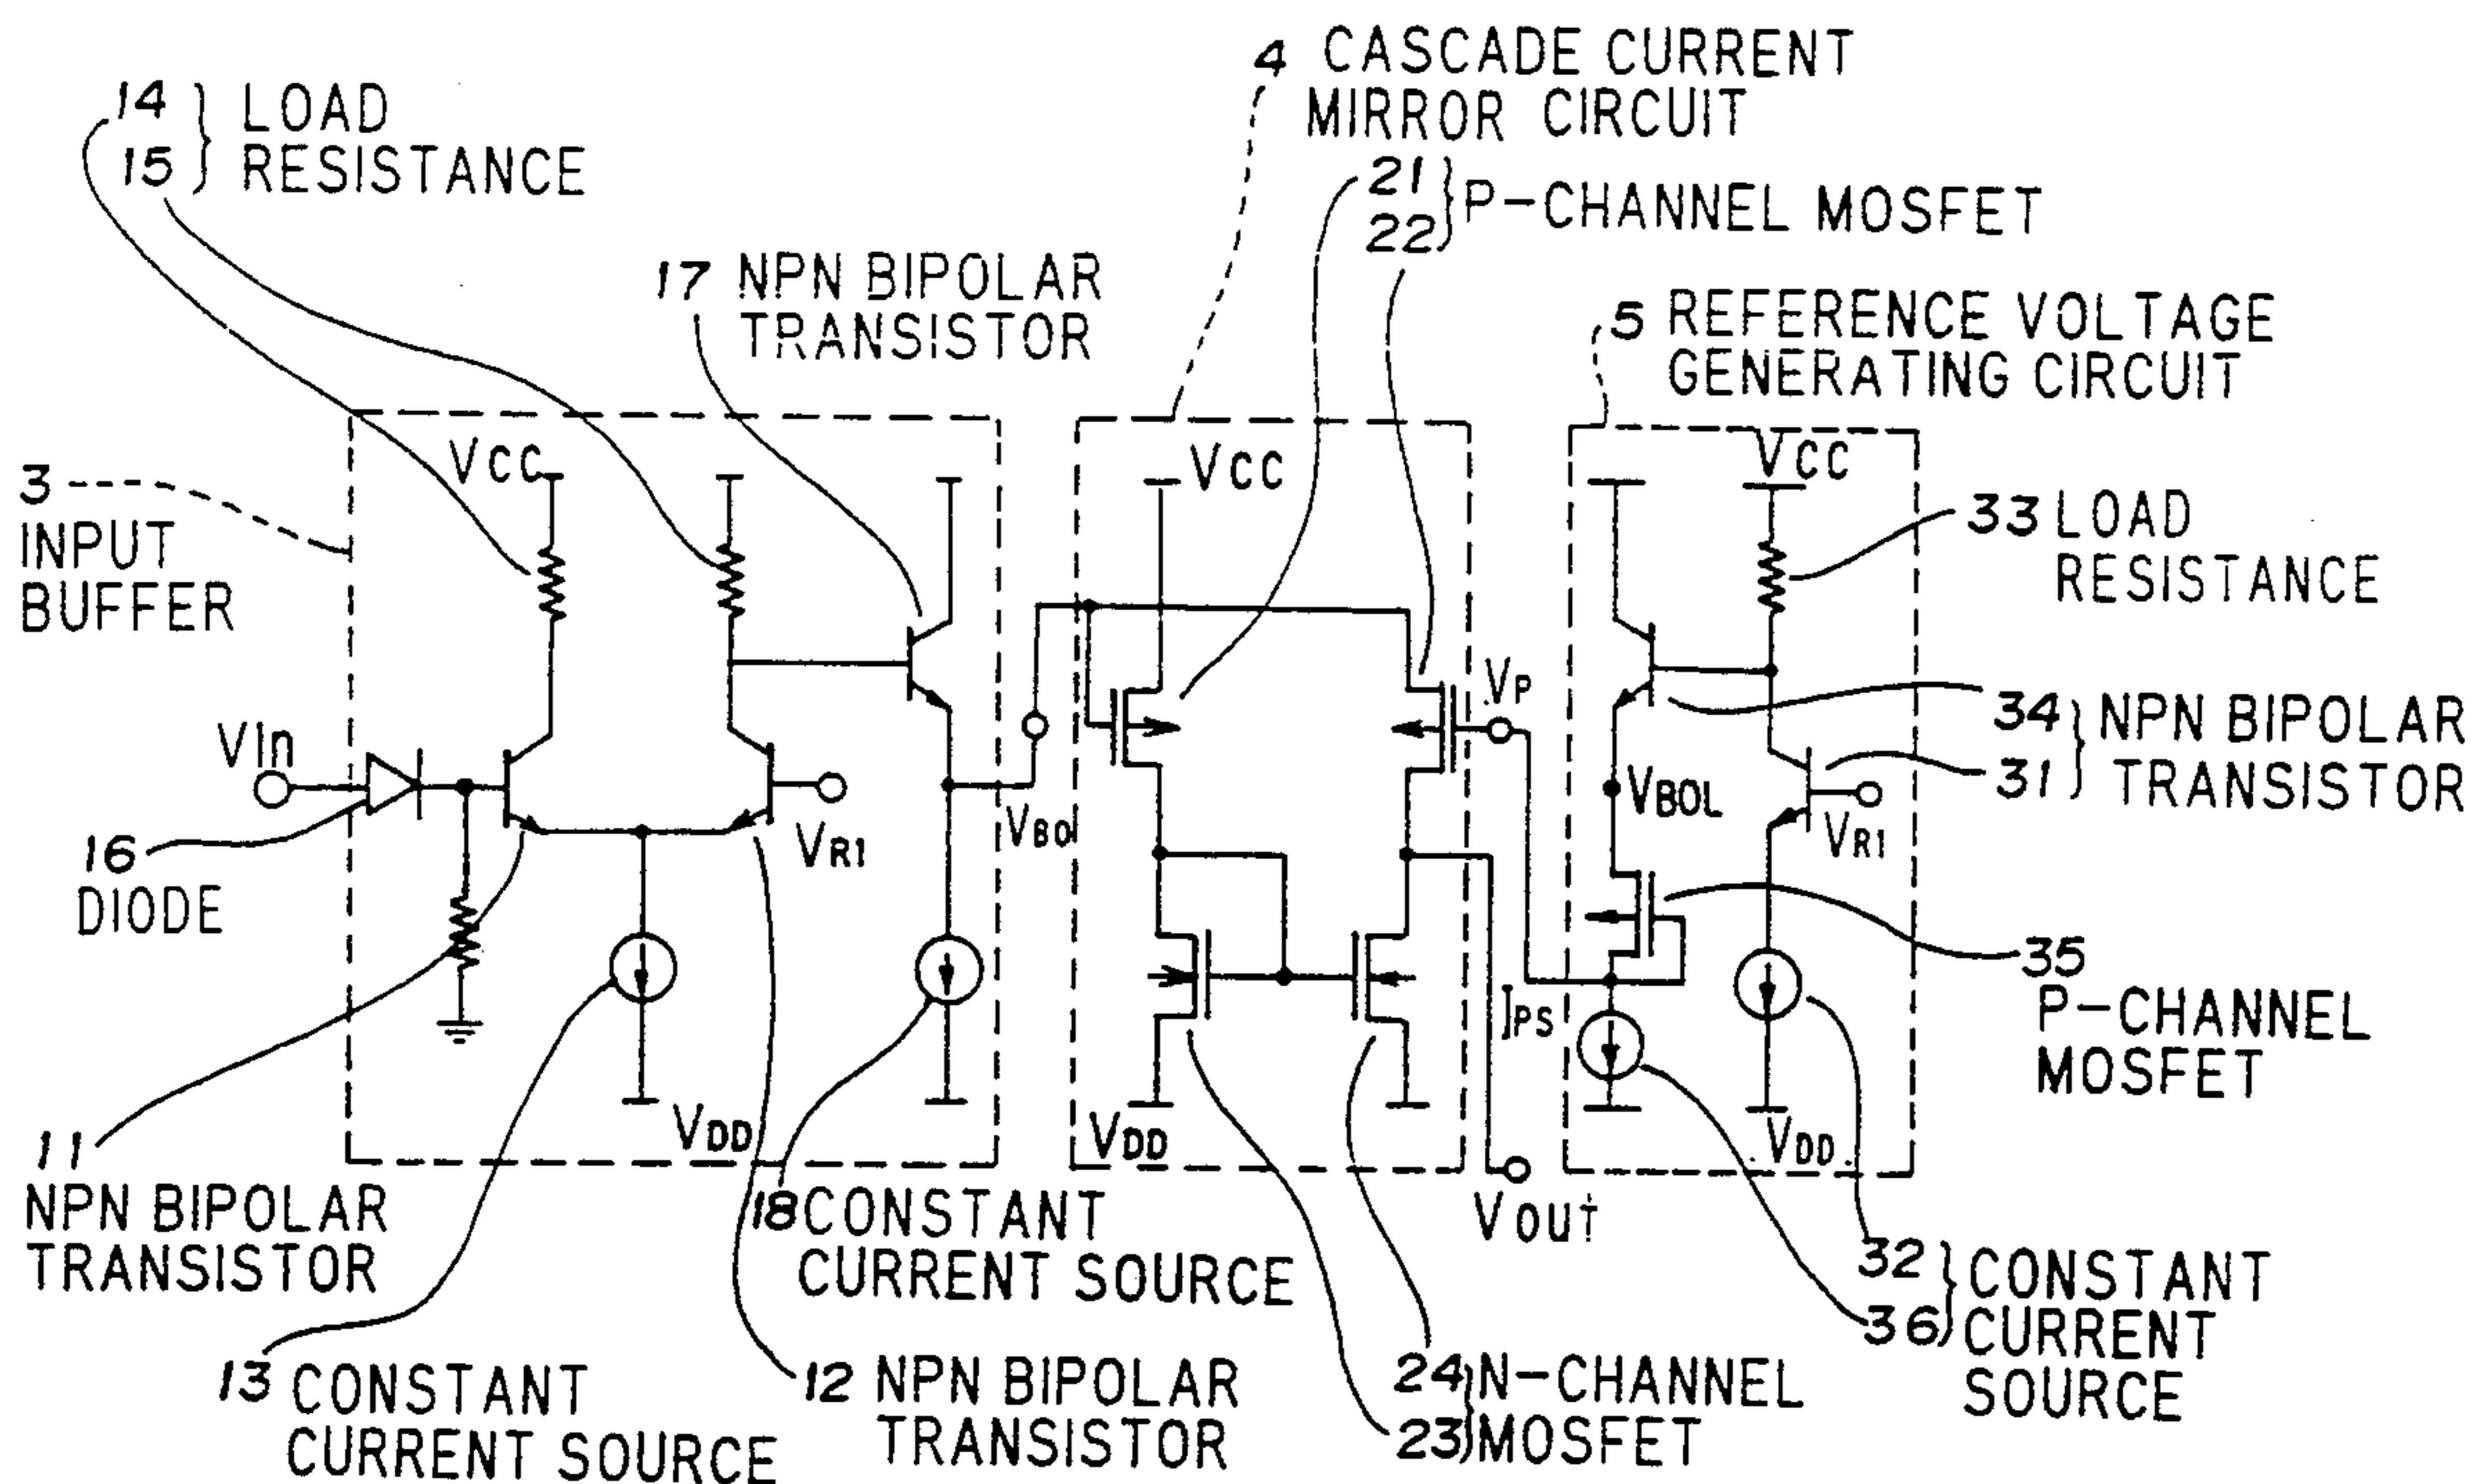 4 CASCADE CURRENT
MIRROR CIRCUIT
14 } LOAD
15 RESISTANCE
21 } P-CHANNEL MOSFET
22
17 NPN BIPOLAR
TRANSISTOR
5 REFERENCE VOLTAGE
GENERATING CIRCUIT
3
INPUT
BUFFER
VCC
VCC
VCC
33 LOAD
RESISTANCE
VIn
VP
34 } NPN BIPOLAR
31 TRANSISTOR
VBO
VBOL
VR1
VR1
16
DIODE
35
P-CHANNEL
MOSFET
IPS
11
NPN BIPOLAR
TRANSISTOR
VDD
VDD
VDD
18 CONSTANT
CURRENT SOURCE
VOUT
32 } CONSTANT
36 CURRENT
SOURCE
13 CONSTANT
CURRENT SOURCE
12 NPN BIPOLAR
TRANSISTOR
24 } N-CHANNEL
23 MOSFET